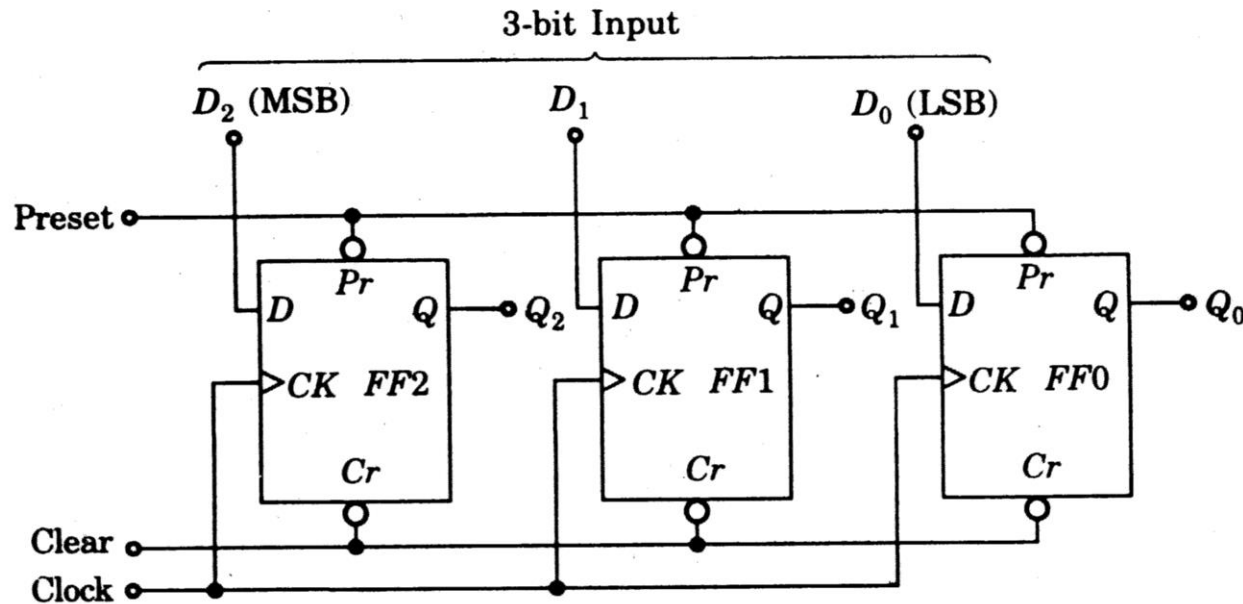 3-bit Input
D₂ (MSB) D₁ D₀ (LSB)
Preset
Pr Pr Pr
D Q Q₂ D Q Q₁ D Q Q₀
CK FF2 CK FF1 CK FF0
Cr Cr Cr
Clear
Clock